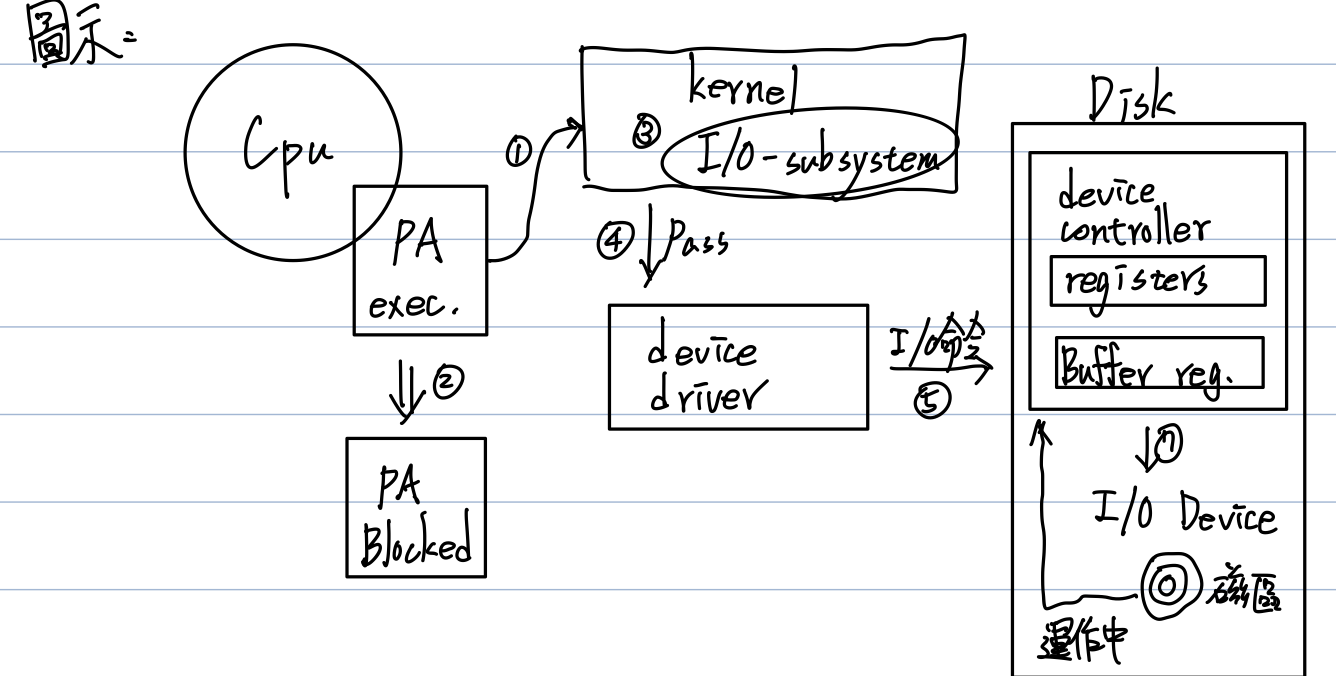 圖示=
Cpu
PA
exec.
②
PA
Blocked
①
kernel
③
I/O-subsystem
④
Pass
device
driver
I/O命令
⑤
Disk
device
controller
registers
Buffer reg.
⑦
I/O Device
磁區
運作中